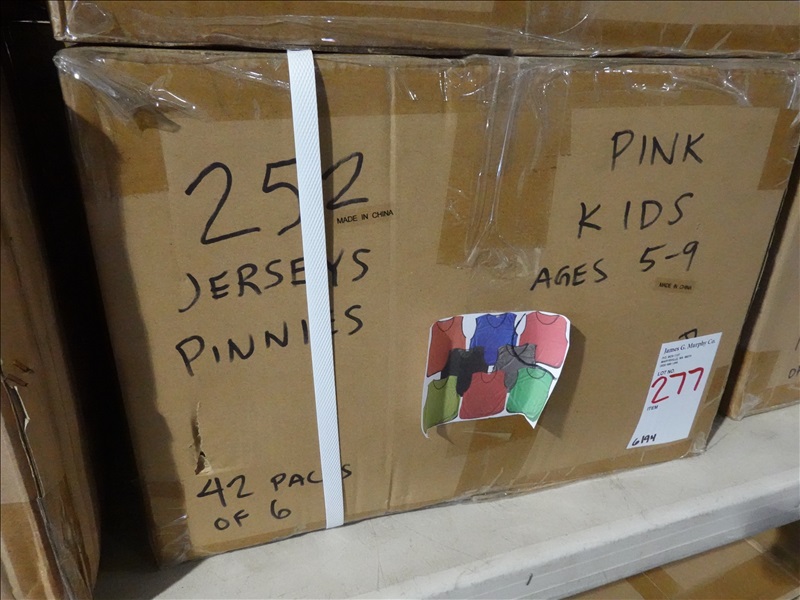 252
MADE IN CHINA
JERSEYS
PINNIES
42 PACKS
OF 6
PINK
KIDS
AGES 5-9
MADE IN CHINA
James G. Murphy Co.
LOT NO.
277
ITEM
6194